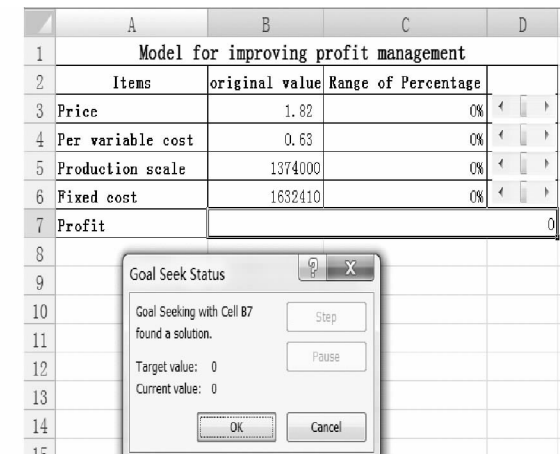 A B C D
1 Model for improving profit management
2 Items original value Range of Percentage
3 Price 1.82 0%
4 Per variable cost 0.63 0%
5 Production scale 1374000 0%
6 Fixed cost 1632410 0%
7 Profit 0
8
9
10
11
12
13
14
15
Goal Seek Status
Goal Seeking with Cell B7
found a solution.
Step
Pause
Target value: 0
Current value: 0
OK Cancel